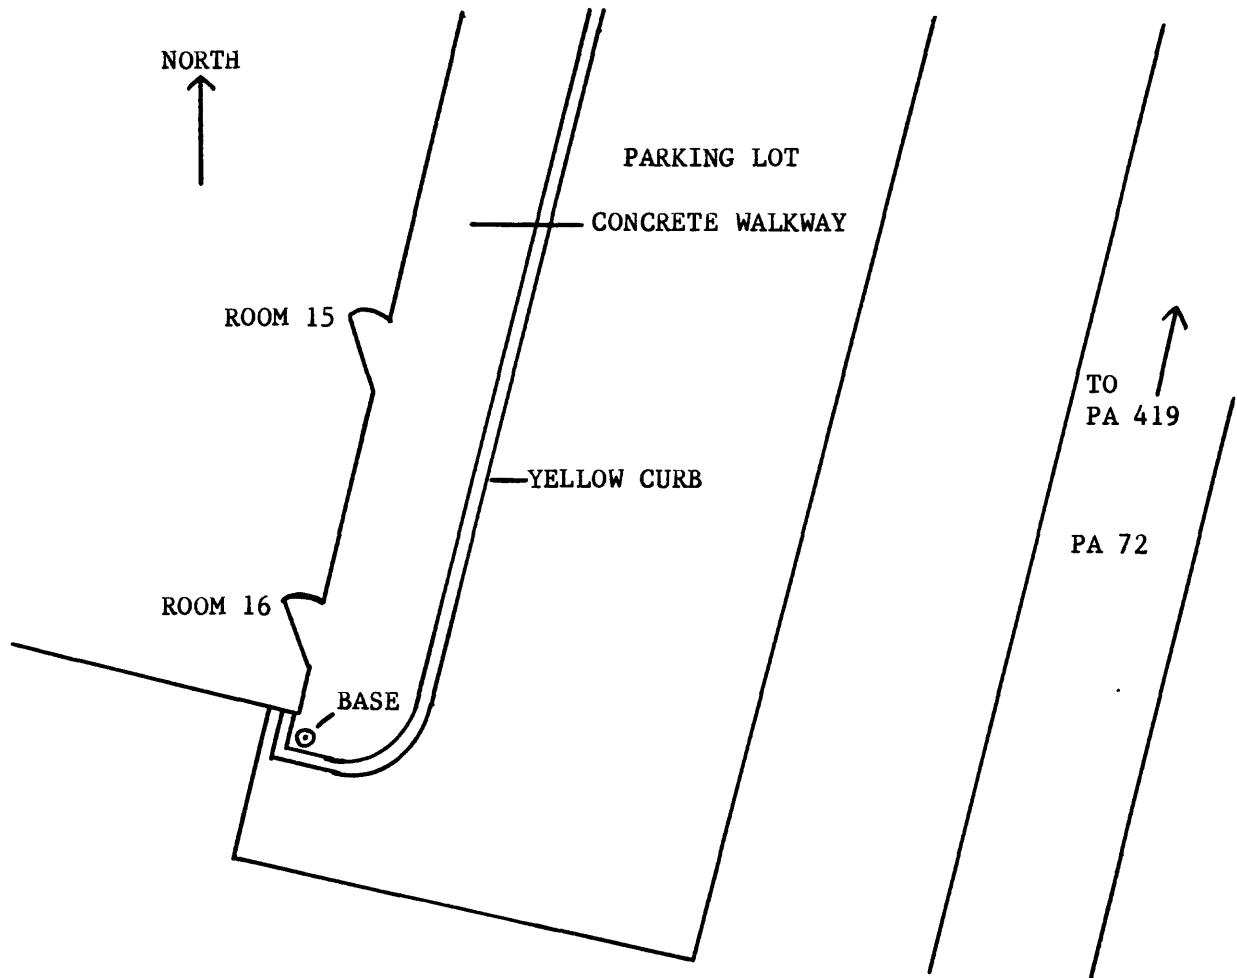 NORTH
PARKING LOT
CONCRETE WALKWAY
ROOM 15
TO
PA 419
YELLOW CURB
PA 72
ROOM 16
BASE